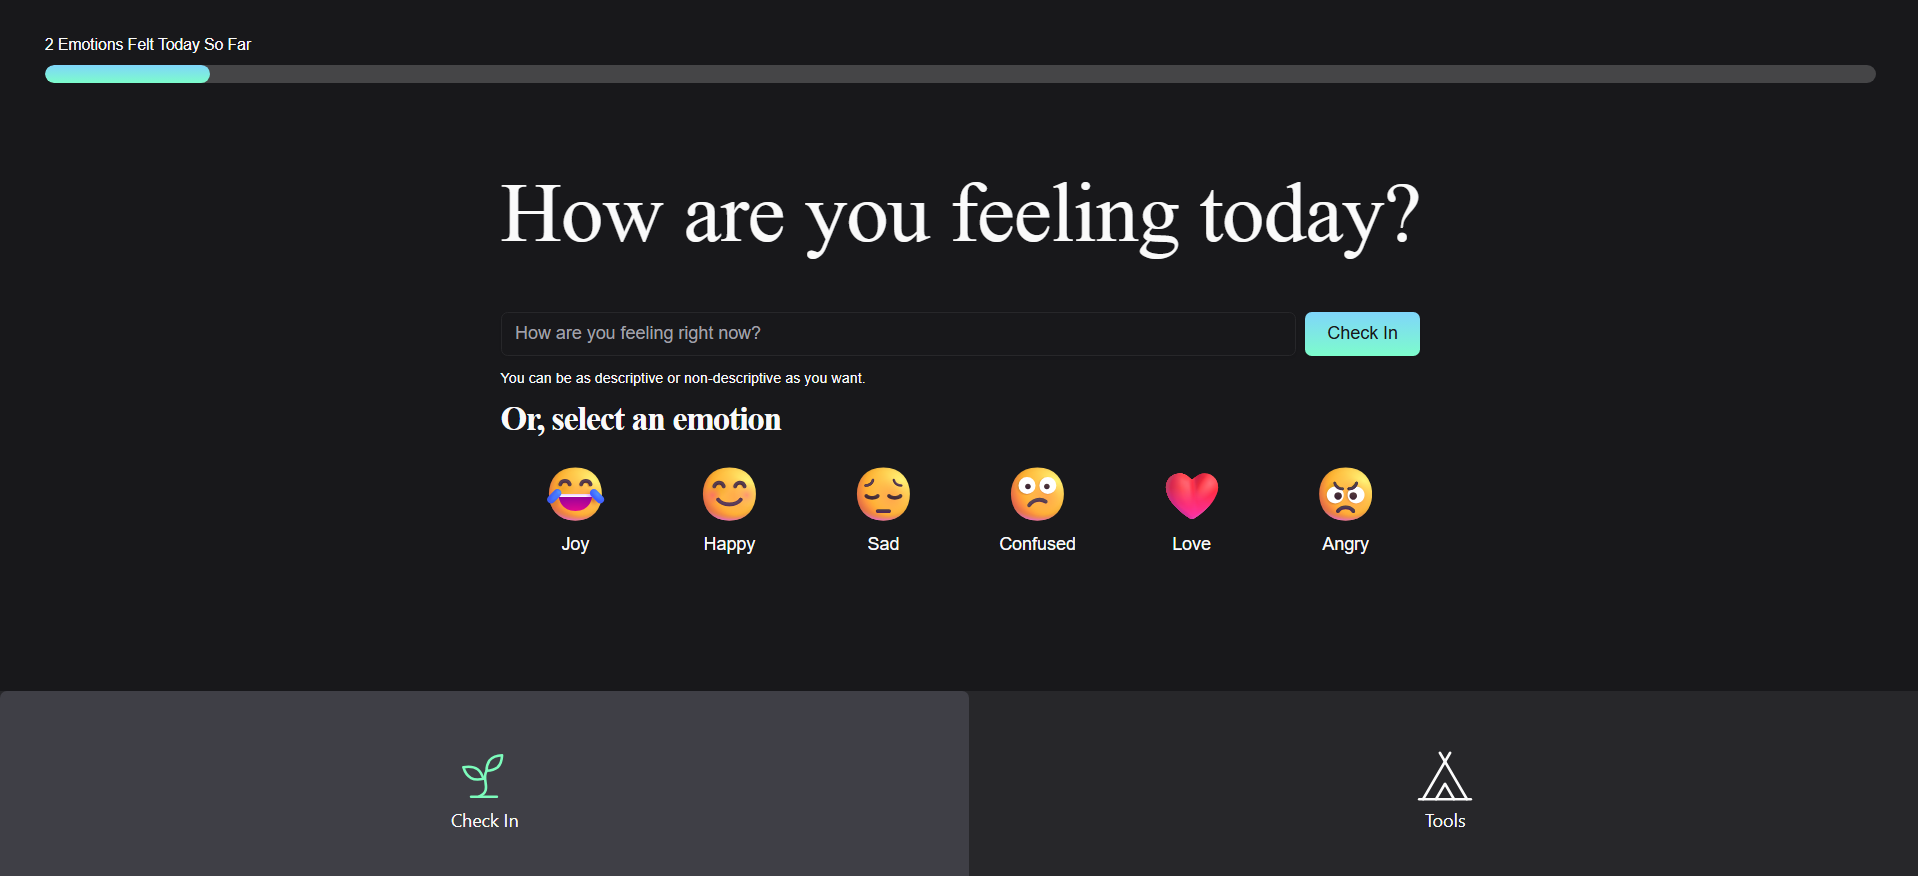 2 Emotions Felt Today So Far
How are you feeling today?
How are you feeling right now?
Check In
You can be as descriptive or non-descriptive as you want.
Or, select an emotion
Joy
Happy
Sad
Confused
Love
Angry
Check In
Tools